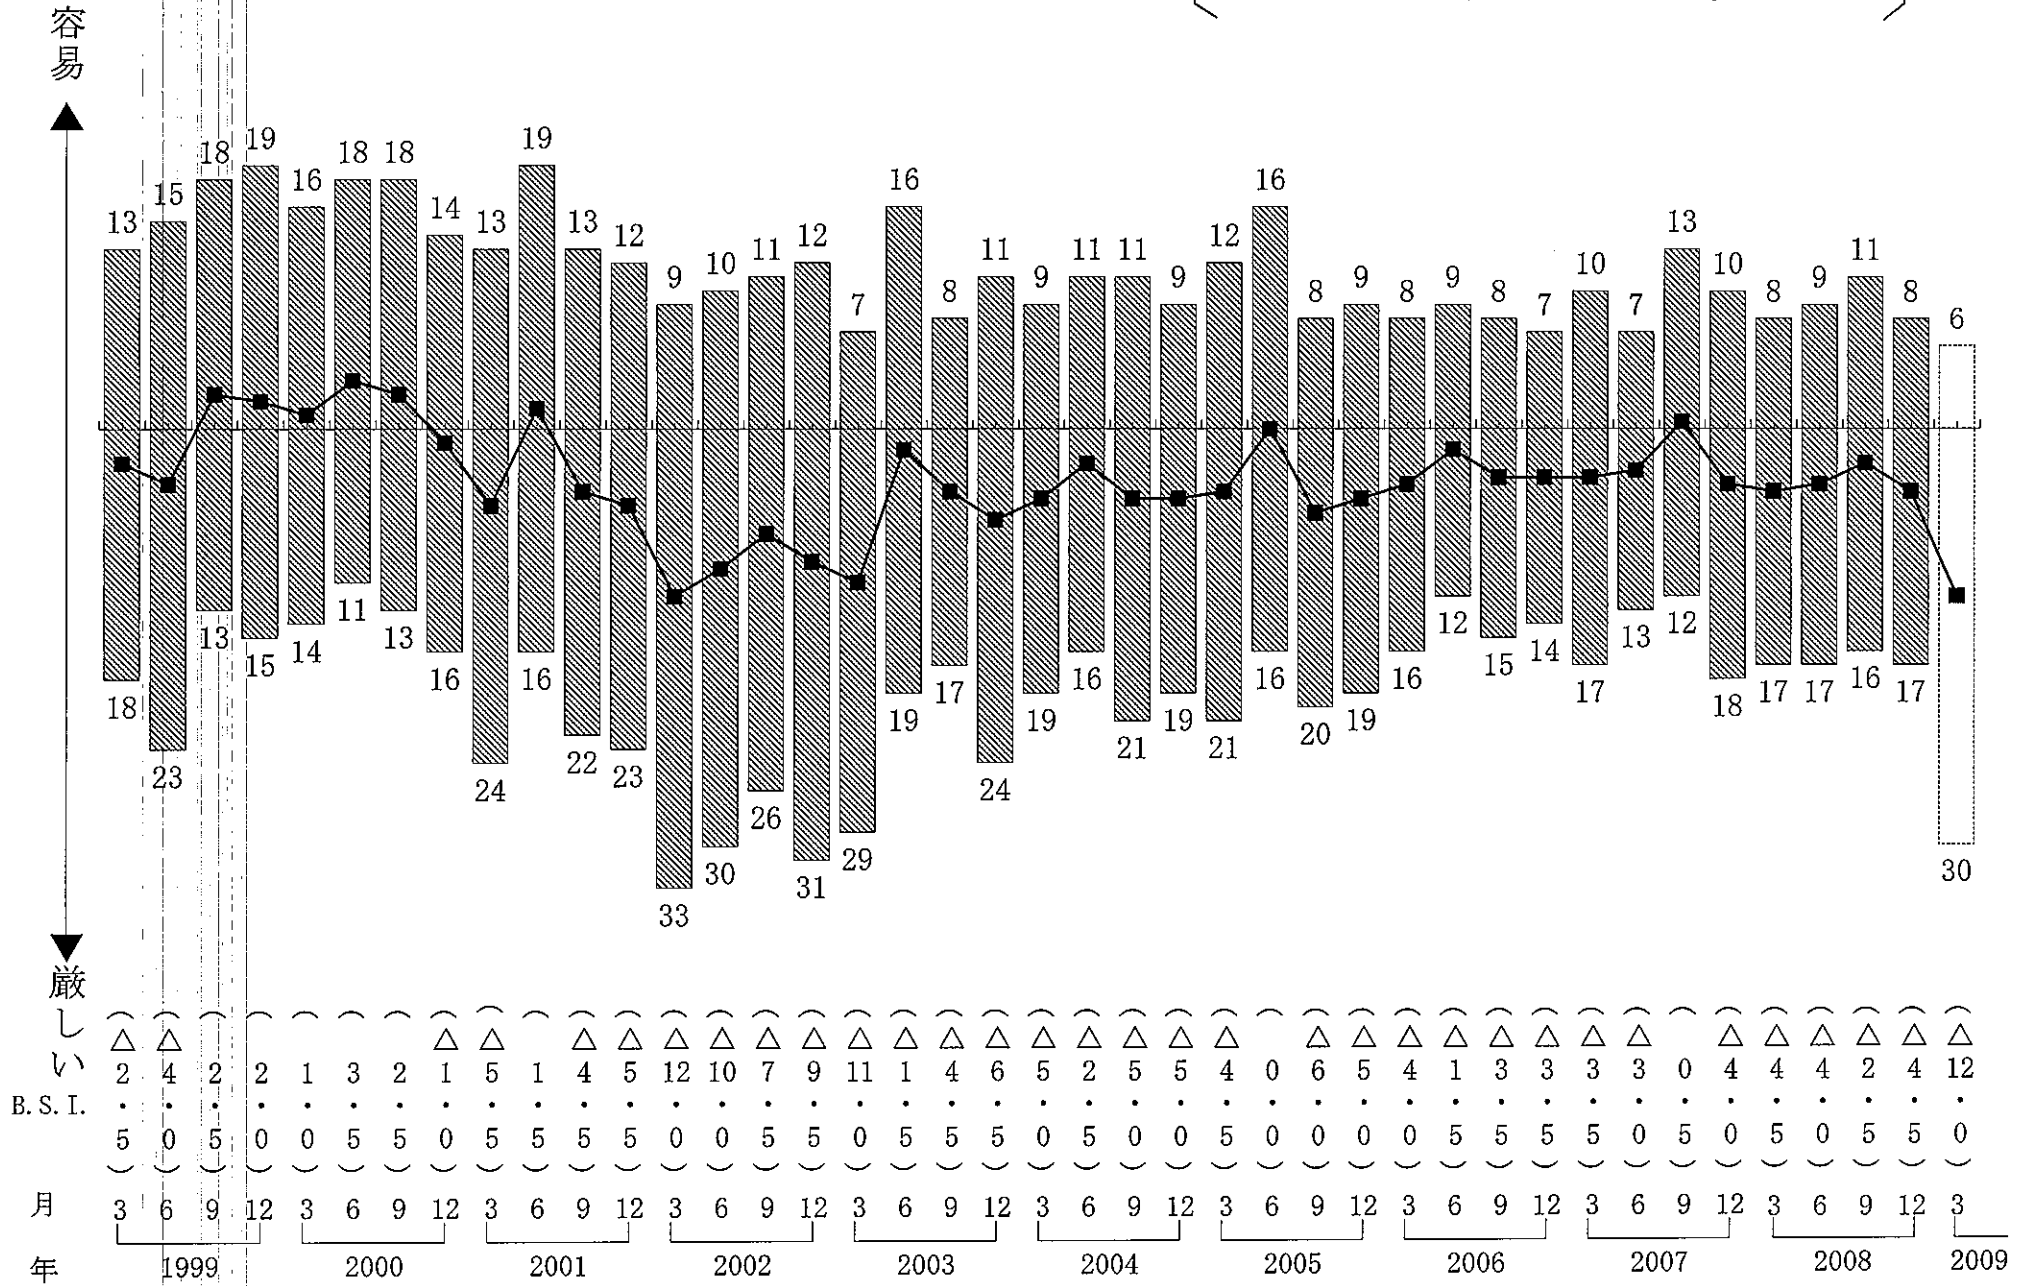 容易
13 15 18 19 16 18 18 14 13 19 13 12 9 10 11 12 7 16 8 11 9 11 11 9 12 16 8 9 8 9 8 7 10 7 13 10 8 9 11 8 6
18 23 13 15 14 11 13 16 24 16 22 23 33 30 26 31 29 19 17 24 19 16 21 19 21 16 20 19 16 12 15 14 17 13 12 18 17 17 16 17 30
厳しい
B.S.I. (△2.5) (△4.0) (2.5) (2.0) (1.0) (3.5) (2.5) (△1.0) (△5.5) (1.5) (△4.5) (△5.5) (△12.0) (△10.0) (△7.5) (△9.5) (△11.0) (△1.5) (△4.5) (△6.5) (△5.0) (△2.5) (△5.0) (△5.0) (△4.5) (0.0) (△6.0) (△5.0) (△4.0) (△1.5) (△3.5) (△3.5) (△3.5) (△3.0) (0.5) (△4.0) (△4.5) (△4.0) (△2.5) (△4.5) (△12.0)
月 3 6 9 12 3 6 9 12 3 6 9 12 3 6 9 12 3 6 9 12 3 6 9 12 3 6 9 12 3 6 9 12 3 6 9 12 3 6 9 12 3
年 1999 2000 2001 2002 2003 2004 2005 2006 2007 2008 2009